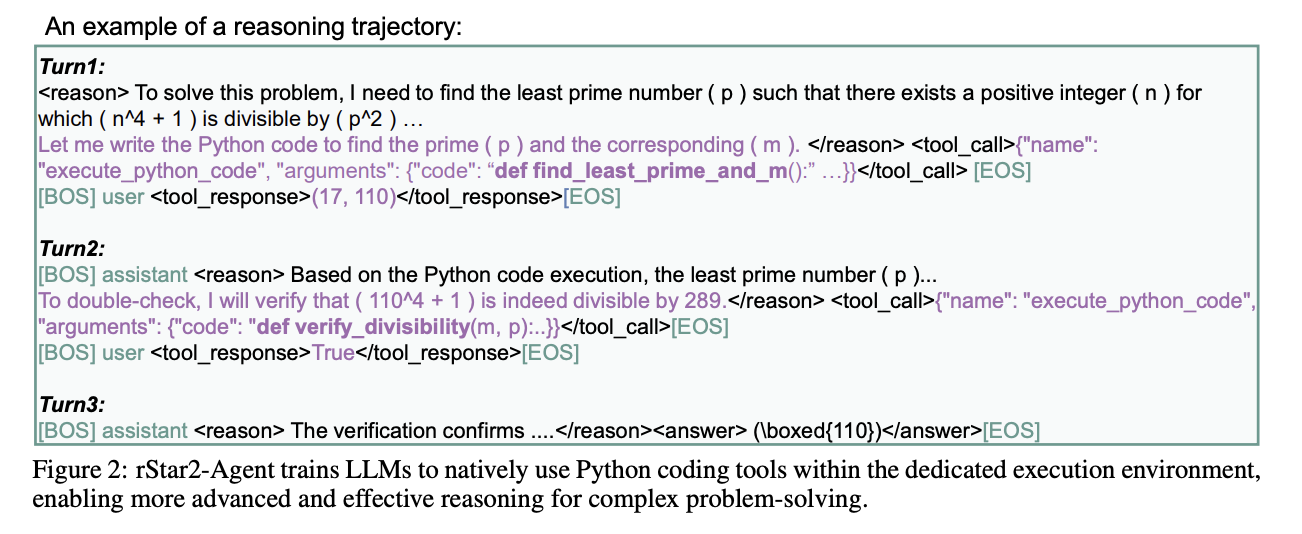 An example of a reasoning trajectory:
Turn1:
<reason> To solve this problem, I need to find the least prime number ( p ) such that there exists a positive integer ( n ) for
which ( n^4 + 1 ) is divisible by ( p^2 ) …
Let me write the Python code to find the prime ( p ) and the corresponding ( m ). </reason> <tool_call>{"name":
"execute_python_code", "arguments": {"code": “def find_least_prime_and_m():” …}}</tool_call> [EOS]
[BOS] user <tool_response>(17, 110)</tool_response>[EOS]
Turn2:
[BOS] assistant <reason> Based on the Python code execution, the least prime number ( p )...
To double-check, I will verify that ( 110^4 + 1 ) is indeed divisible by 289.</reason> <tool_call>{"name": "execute_python_code",
"arguments": {"code": "def verify_divisibility(m, p):..}}</tool_call>[EOS]
[BOS] user <tool_response>True</tool_response>[EOS]
Turn3:
[BOS] assistant <reason> The verification confirms ....</reason><answer> (\boxed{110})</answer>[EOS]
Figure 2: rStar2-Agent trains LLMs to natively use Python coding tools within the dedicated execution environment,
enabling more advanced and effective reasoning for complex problem-solving.